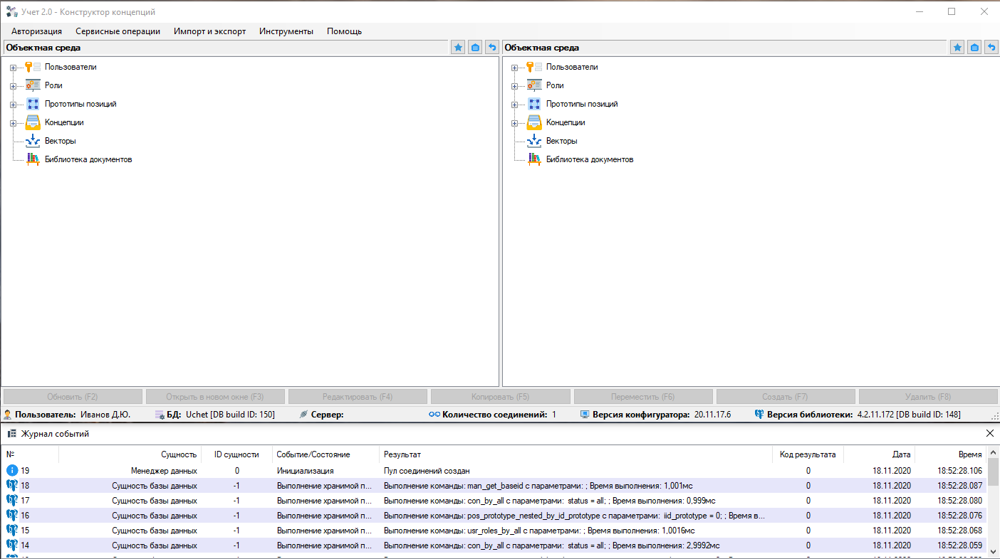 Учет 2.0 - Конструктор концепций
Авторизация Сервисные операции Импорт и экспорт Инструменты Помощь
Объектная среда Объектная среда
Пользователи Пользователи
Роли Роли
Прототипы позиций Прототипы позиций
Концепции Концепции
Векторы Векторы
Библиотека документов Библиотека документов
Обновить (F2) Открыть в новом окне (F3) Редактировать (F4) Копировать (F5) Переместить (F6) Создать (F7) Удалить (F8)
Пользователь: Иванов Д.Ю. БД: Uchet [DB build ID: 150] Сервер: Количество соединений: 1 Версия конфигуратора: 20.11.17.6 Версия библиотеки: 4.2.11.172 [DB build ID: 148]
Журнал событий
№ Сущность ID сущности Событие/Состояние Результат Код результата Дата Время
19 Менеджер данных 0 Инициализация Пул соединений создан 0 18.11.2020 18:52:28.106
18 Сущность базы данных -1 Выполнение хранимой п... Выполнение команды: man_get_baseid с параметрами: ; Время выполнения: 1,001мс 0 18.11.2020 18:52:28.087
17 Сущность базы данных -1 Выполнение хранимой п... Выполнение команды: con_by_all с параметрами: status = all; ; Время выполнения: 0,999мс 0 18.11.2020 18:52:28.080
16 Сущность базы данных -1 Выполнение хранимой п... Выполнение команды: pos_prototype_nested_by_id_prototype с параметрами: iid_prototype = 0; ; Время в... 0 18.11.2020 18:52:28.076
15 Сущность базы данных -1 Выполнение хранимой п... Выполнение команды: usr_roles_by_all с параметрами: ; Время выполнения: 1,0016мс 0 18.11.2020 18:52:28.068
14 Сущность базы данных -1 Выполнение хранимой п... Выполнение команды: con_by_all с параметрами: status = all; ; Время выполнения: 2,9992мс 0 18.11.2020 18:52:28.059